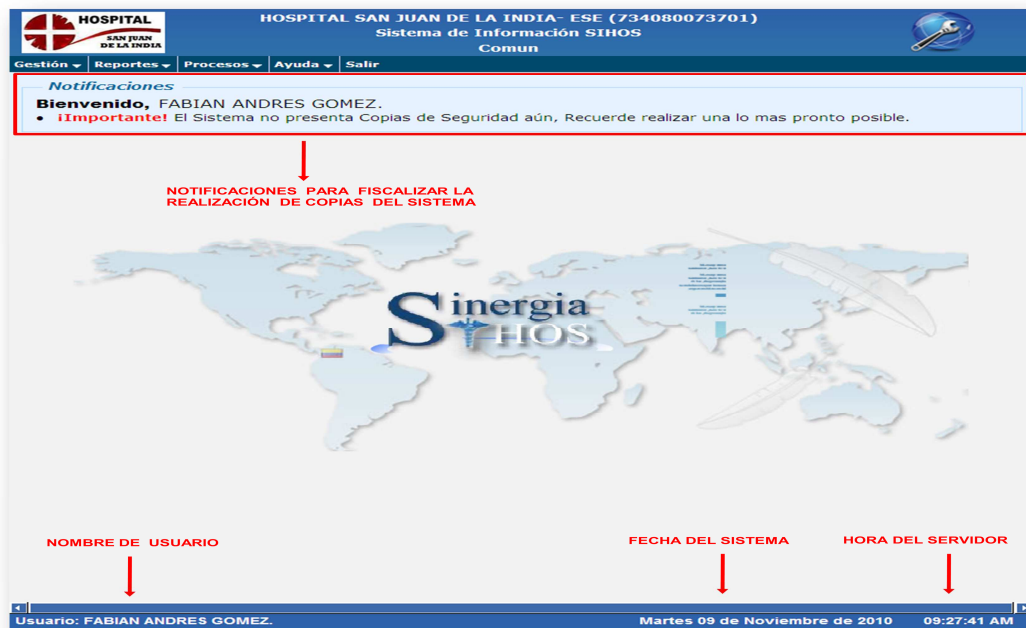 HOSPITAL
SAN JUAN
DE LA INDIA
HOSPITAL SAN JUAN DE LA INDIA- ESE (734080073701)
Sistema de Información SIHOS
Comun
Gestión Reportes Procesos Ayuda Salir
Notificaciones
Bienvenido, FABIAN ANDRES GOMEZ.
• ¡Importante! El Sistema no presenta Copias de Seguridad aún, Recuerde realizar una lo mas pronto posible.
NOTIFICACIONES PARA FISCALIZAR LA
REALIZACIÓN DE COPIAS DEL SISTEMA
Sinergia
SIHOS
NOMBRE DE USUARIO
FECHA DEL SISTEMA
HORA DEL SERVIDOR
Usuario: FABIAN ANDRES GOMEZ.
Martes 09 de Noviembre de 2010
09:27:41 AM